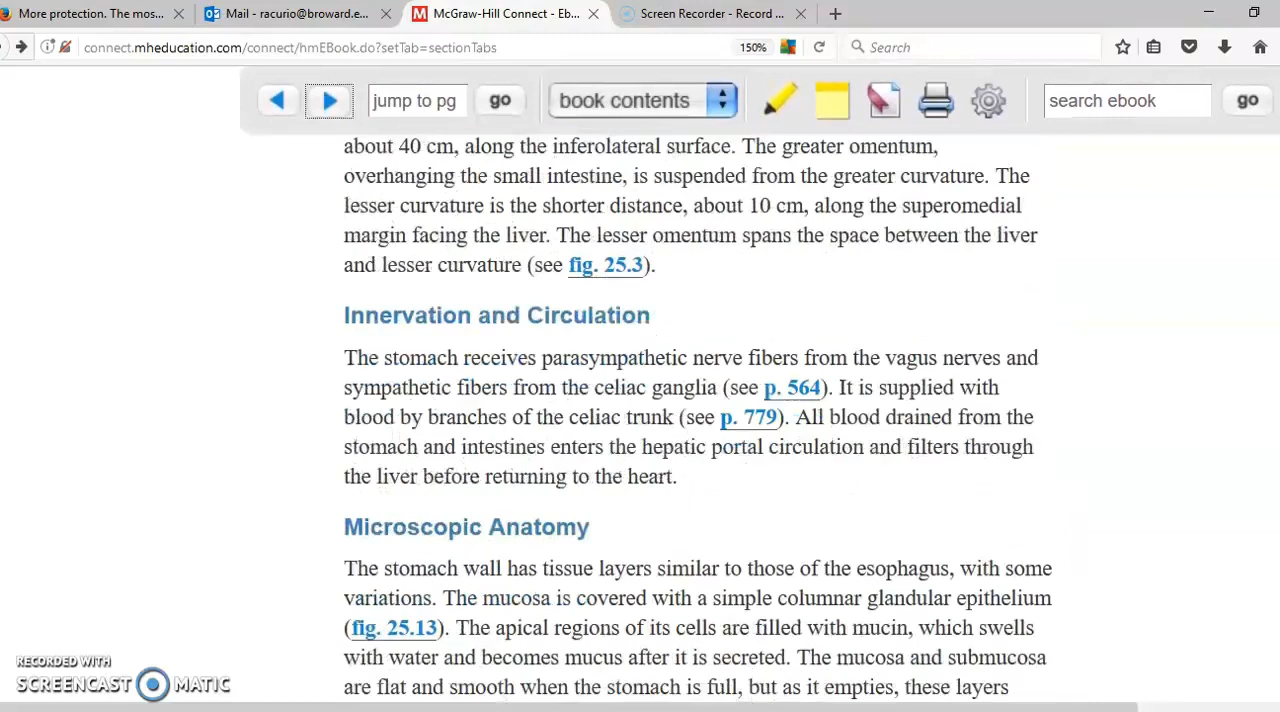 More protection. The mos...
Mail - racurio@broward.e...
McGraw-Hill Connect - Eb...
Screen Recorder - Record ...
connect.mheducation.com/connect/hmEBook.do?setTab=sectionTabs
150%
Search
jump to pg
go
book contents
search ebook
go
about 40 cm, along the inferolateral surface. The greater omentum,
overhanging the small intestine, is suspended from the greater curvature. The
lesser curvature is the shorter distance, about 10 cm, along the superomedial
margin facing the liver. The lesser omentum spans the space between the liver
and lesser curvature (see fig. 25.3).
Innervation and Circulation
The stomach receives parasympathetic nerve fibers from the vagus nerves and
sympathetic fibers from the celiac ganglia (see p. 564). It is supplied with
blood by branches of the celiac trunk (see p. 779). All blood drained from the
stomach and intestines enters the hepatic portal circulation and filters through
the liver before returning to the heart.
Microscopic Anatomy
The stomach wall has tissue layers similar to those of the esophagus, with some
variations. The mucosa is covered with a simple columnar glandular epithelium
(fig. 25.13). The apical regions of its cells are filled with mucin, which swells
with water and becomes mucus after it is secreted. The mucosa and submucosa
are flat and smooth when the stomach is full, but as it empties, these layers
RECORDED WITH
SCREENCAST MATIC